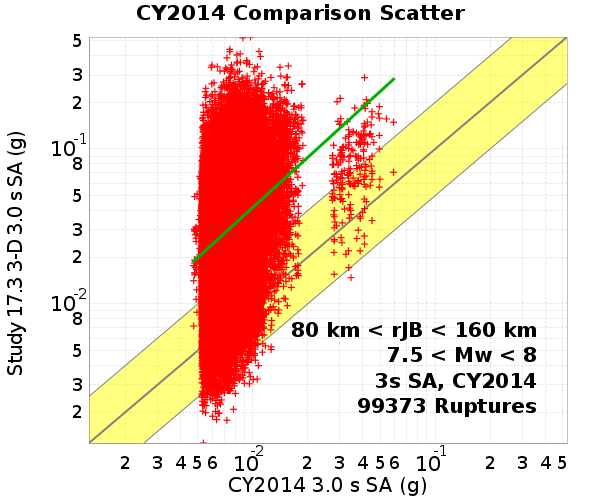 CY2014 Comparison Scatter
5
3
2
10-1
8
5
3
2
10-2
8
5
3
2
Study 17.3 3-D 3.0 s SA (g)
80 km < rJB < 160 km
7.5 < Mw < 8
3s SA, CY2014
99373 Ruptures
2 3 4 5 6 10-2 2 3 4 5 6 10-1 2 3 4 5
CY2014 3.0 s SA (g)